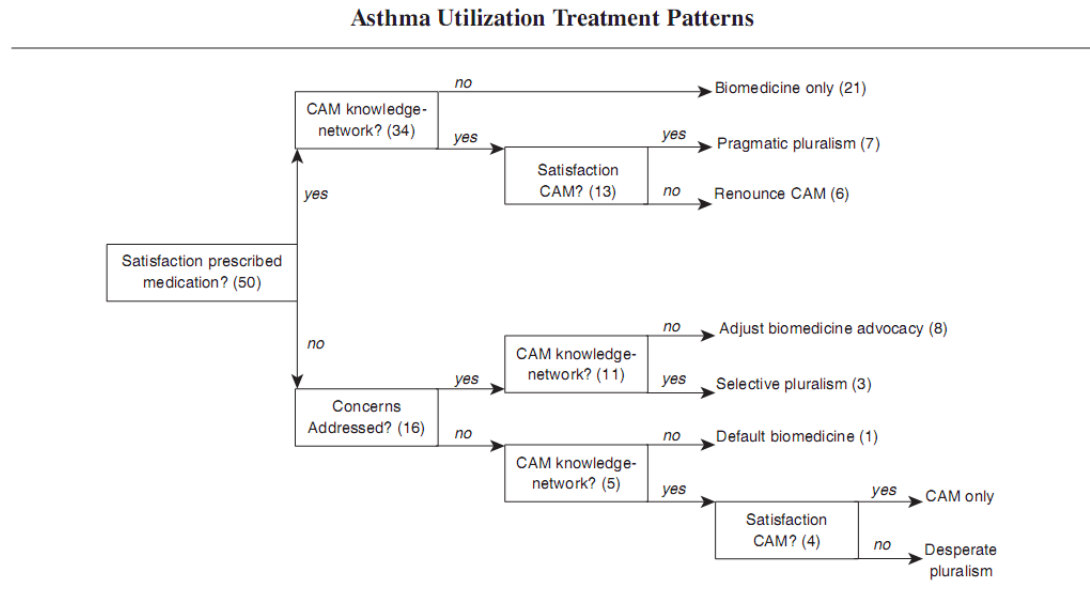 Asthma Utilization Treatment Patterns
no
Biomedicine only (21)
CAM knowledge-
network? (34)
yes
yes
Pragmatic pluralism (7)
Satisfaction
CAM? (13)
no
Renounce CAM (6)
yes
Satisfaction prescribed
medication? (50)
no
no
Adjust biomedicine advocacy (8)
CAM knowledge-
network? (11)
yes
yes
Selective pluralism (3)
Concerns
Addressed? (16)
no
no
Default biomedicine (1)
CAM knowledge-
network? (5)
yes
yes
CAM only
Satisfaction
CAM? (4)
no
Desperate
pluralism